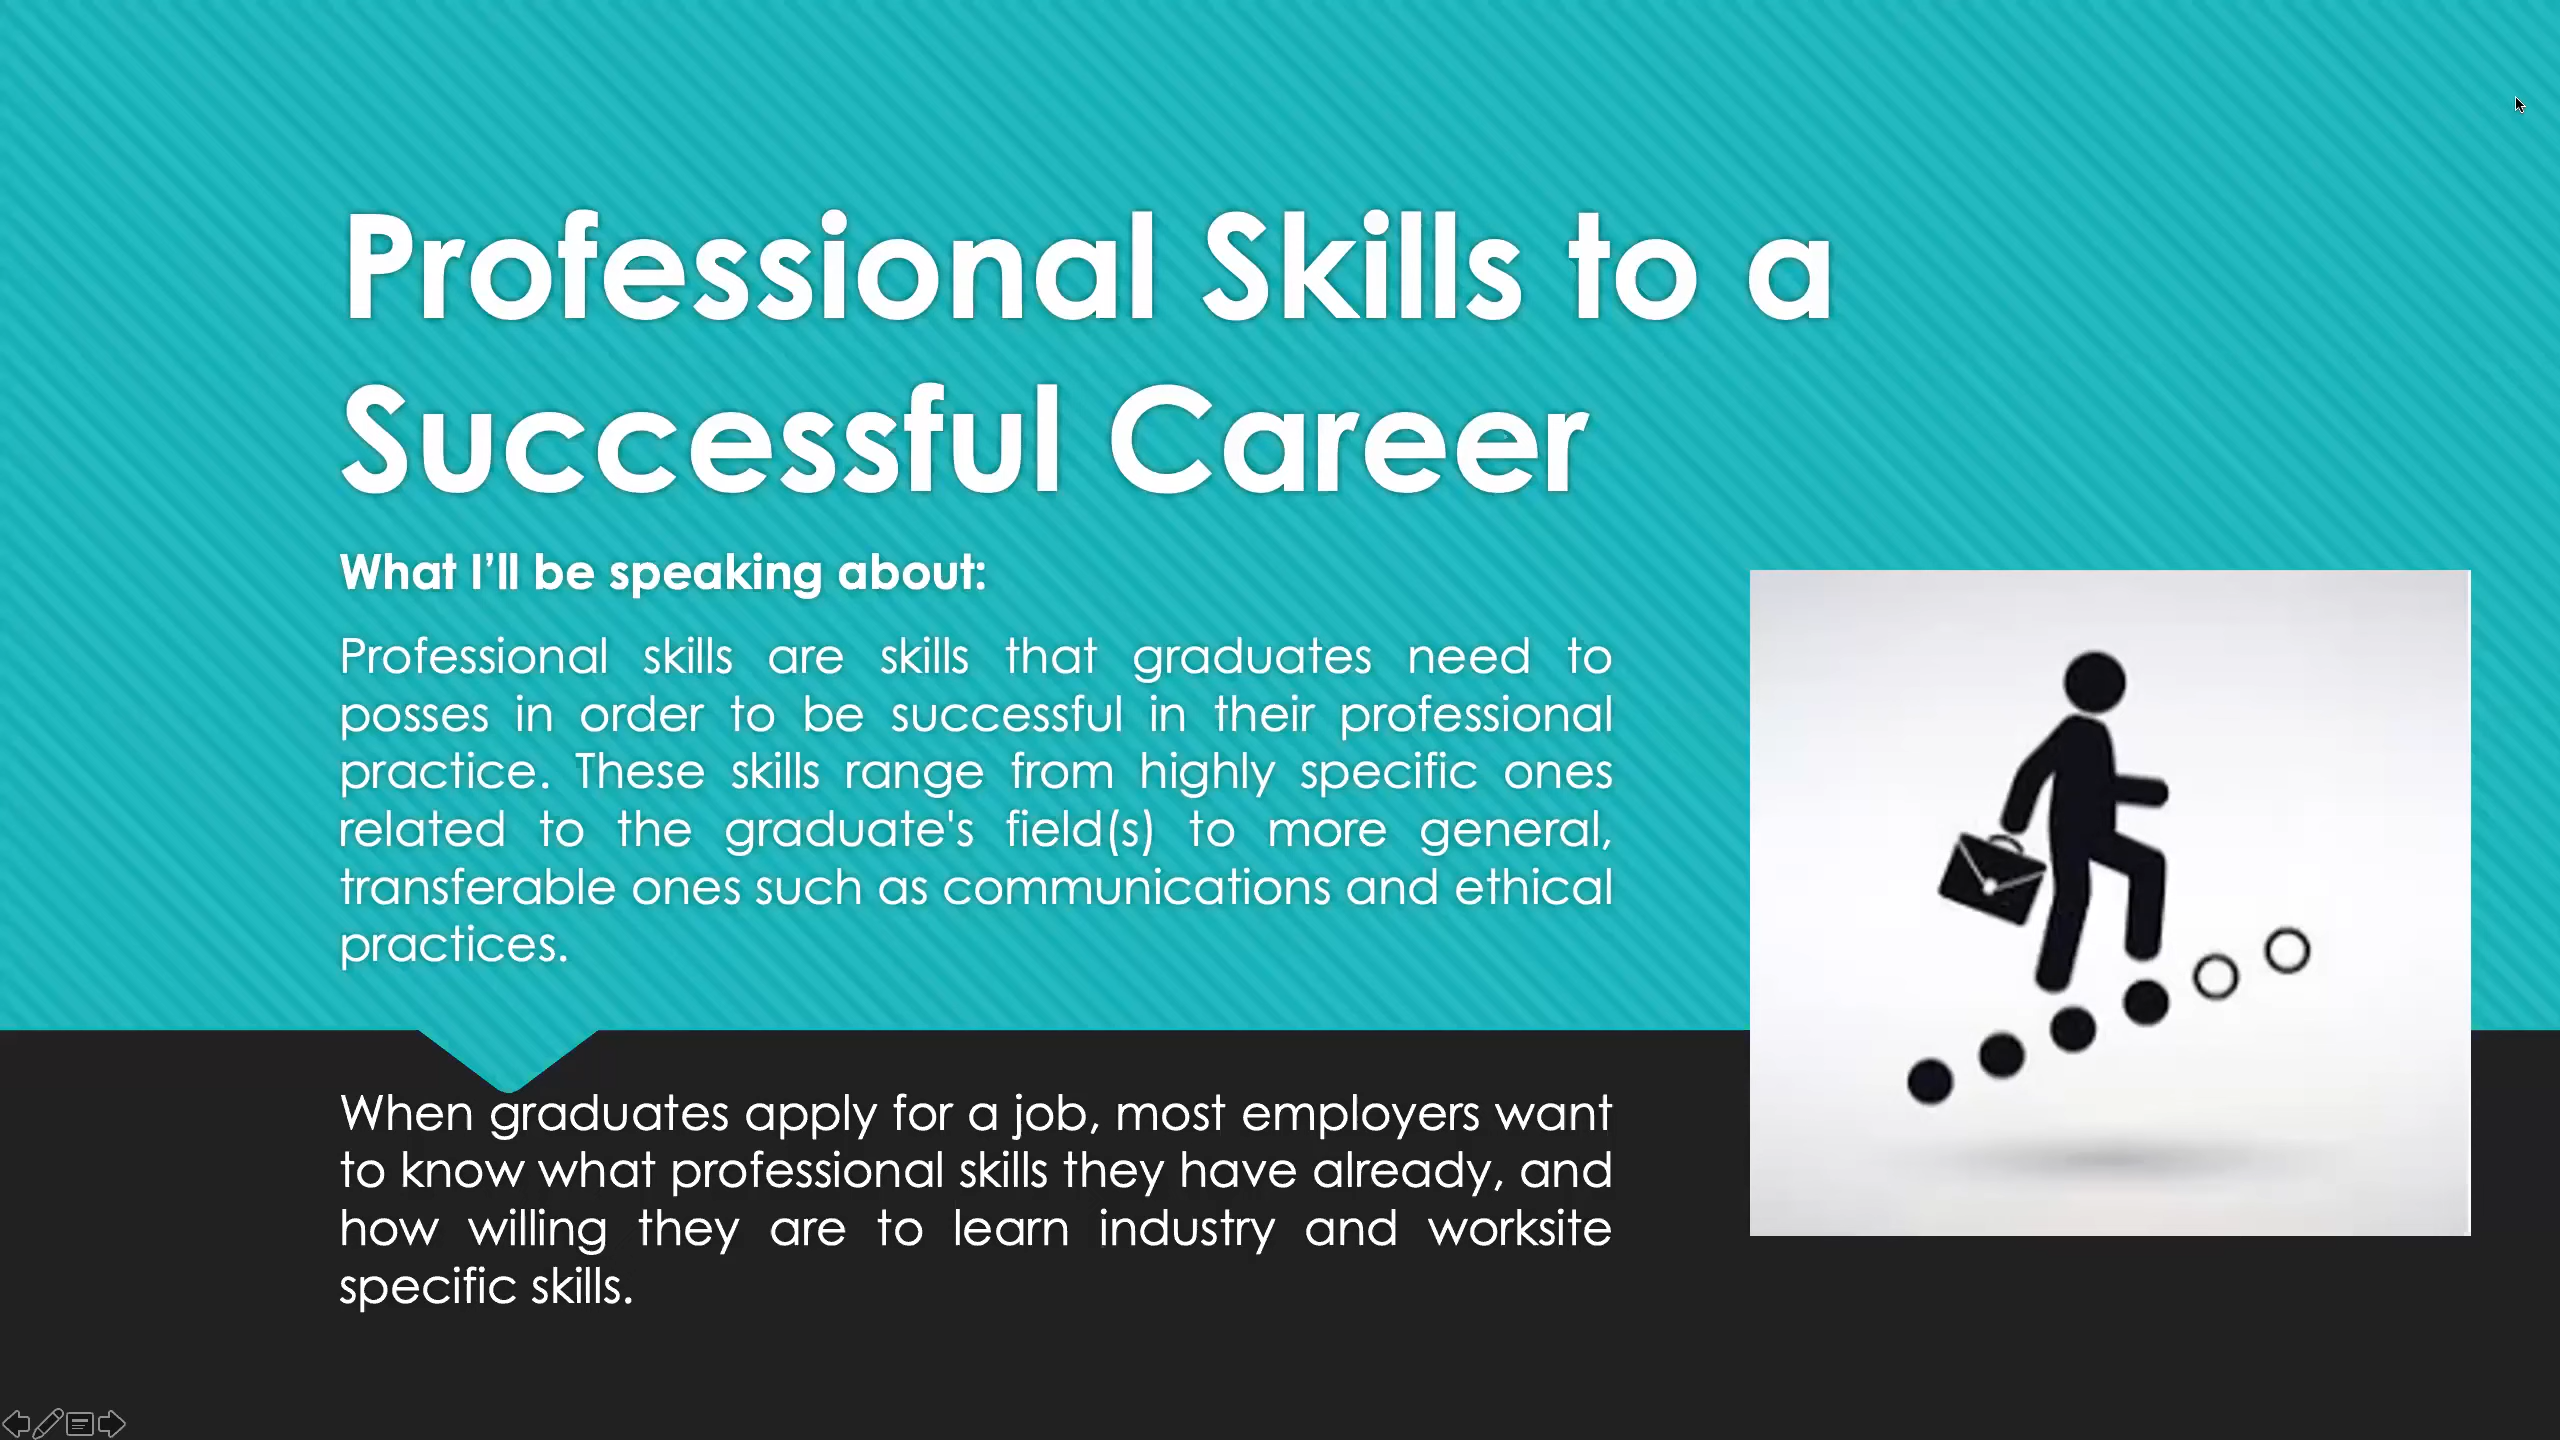 Professional Skills to a
Successful Career
What I’ll be speaking about:
Professional skills are skills that graduates need to
posses in order to be successful in their professional
practice. These skills range from highly specific ones
related to the graduate's field(s) to more general,
transferable ones such as communications and ethical
practices.
When graduates apply for a job, most employers want
to know what professional skills they have already, and
how willing they are to learn industry and worksite
specific skills.